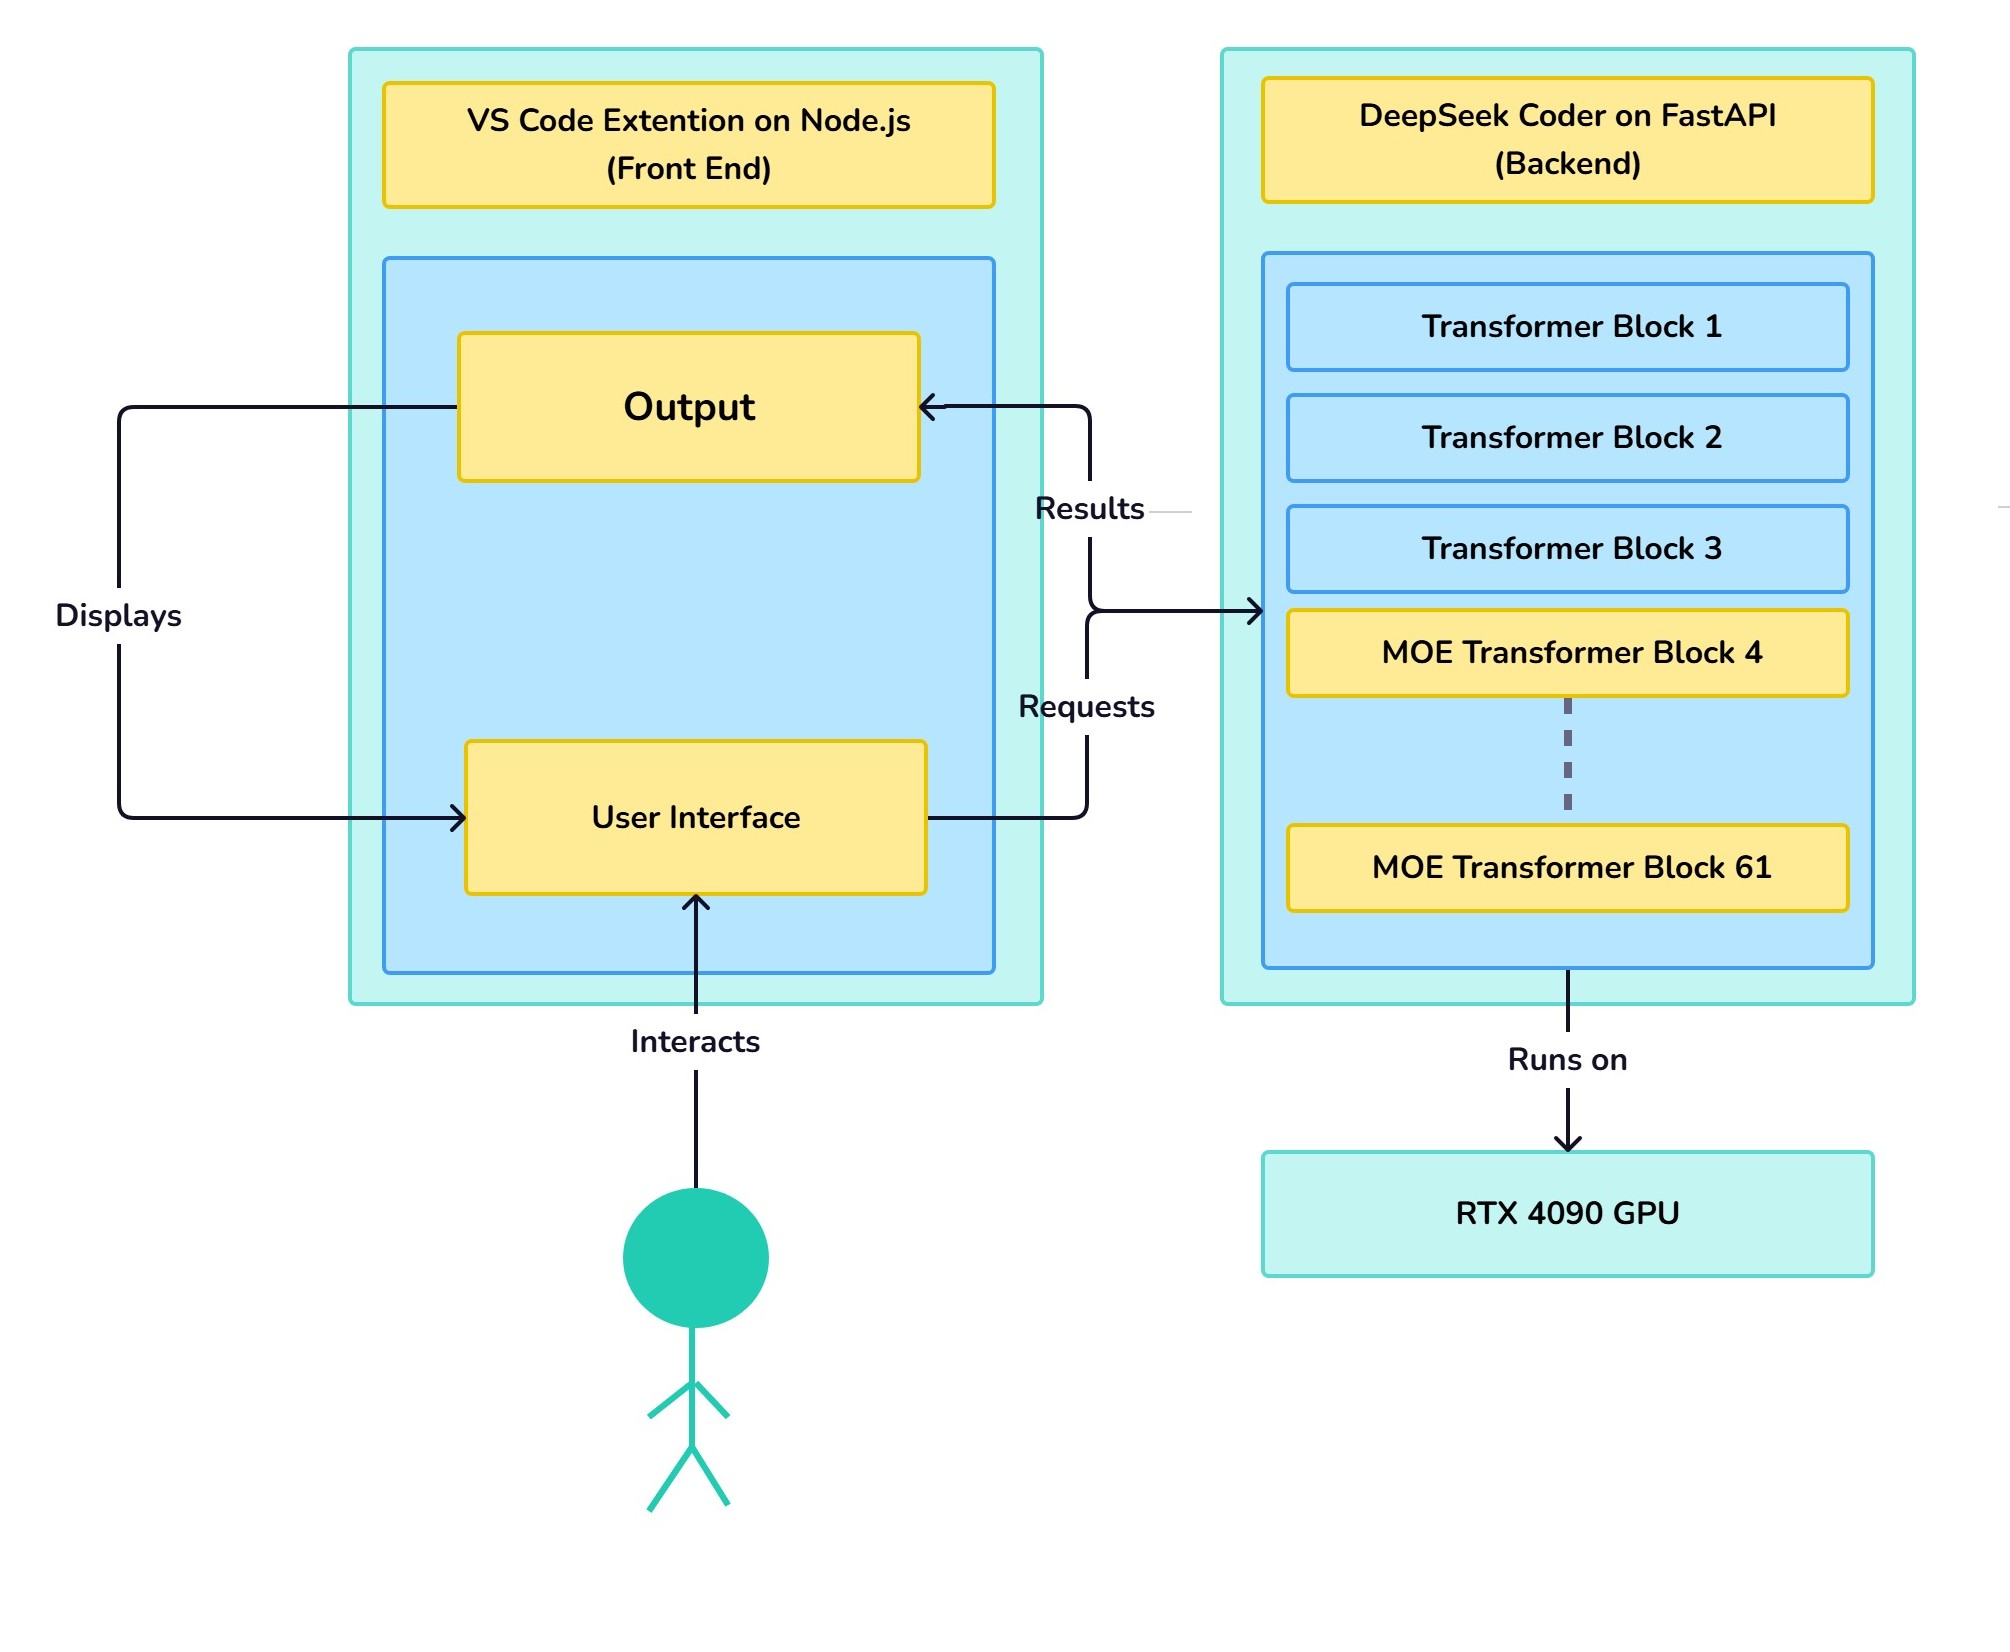 VS Code Extention on Node.js
(Front End)
Output
Displays
User Interface
Interacts
Results
Requests
DeepSeek Coder on FastAPI
(Backend)
Transformer Block 1
Transformer Block 2
Transformer Block 3
MOE Transformer Block 4
MOE Transformer Block 61
Runs on
RTX 4090 GPU